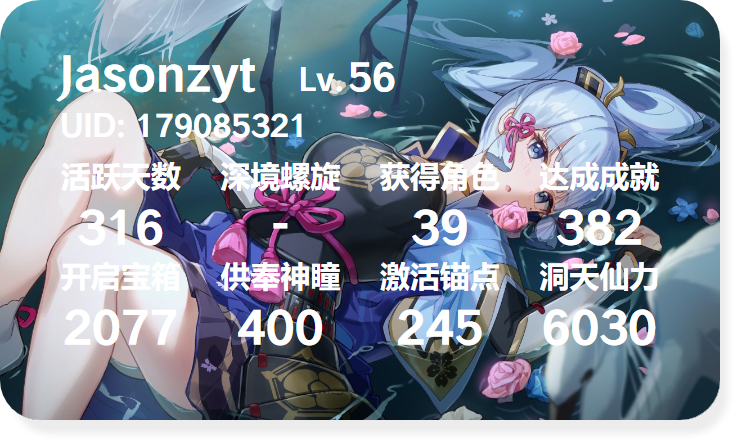 Jasonzyt Lv.56
UID: 179085321
活跃天数 深境螺旋 获得角色 达成成就
316 - 39 382
开启宝箱 供奉神瞳 激活锚点 洞天仙力
2077 400 245 6030